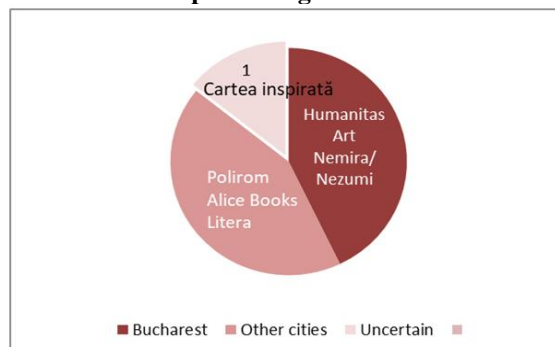 1
Cartea inspirată
Humanitas
Art
Nemira/
Nezumi
Polirom
Alice Books
Litera
Bucharest Other cities Uncertain